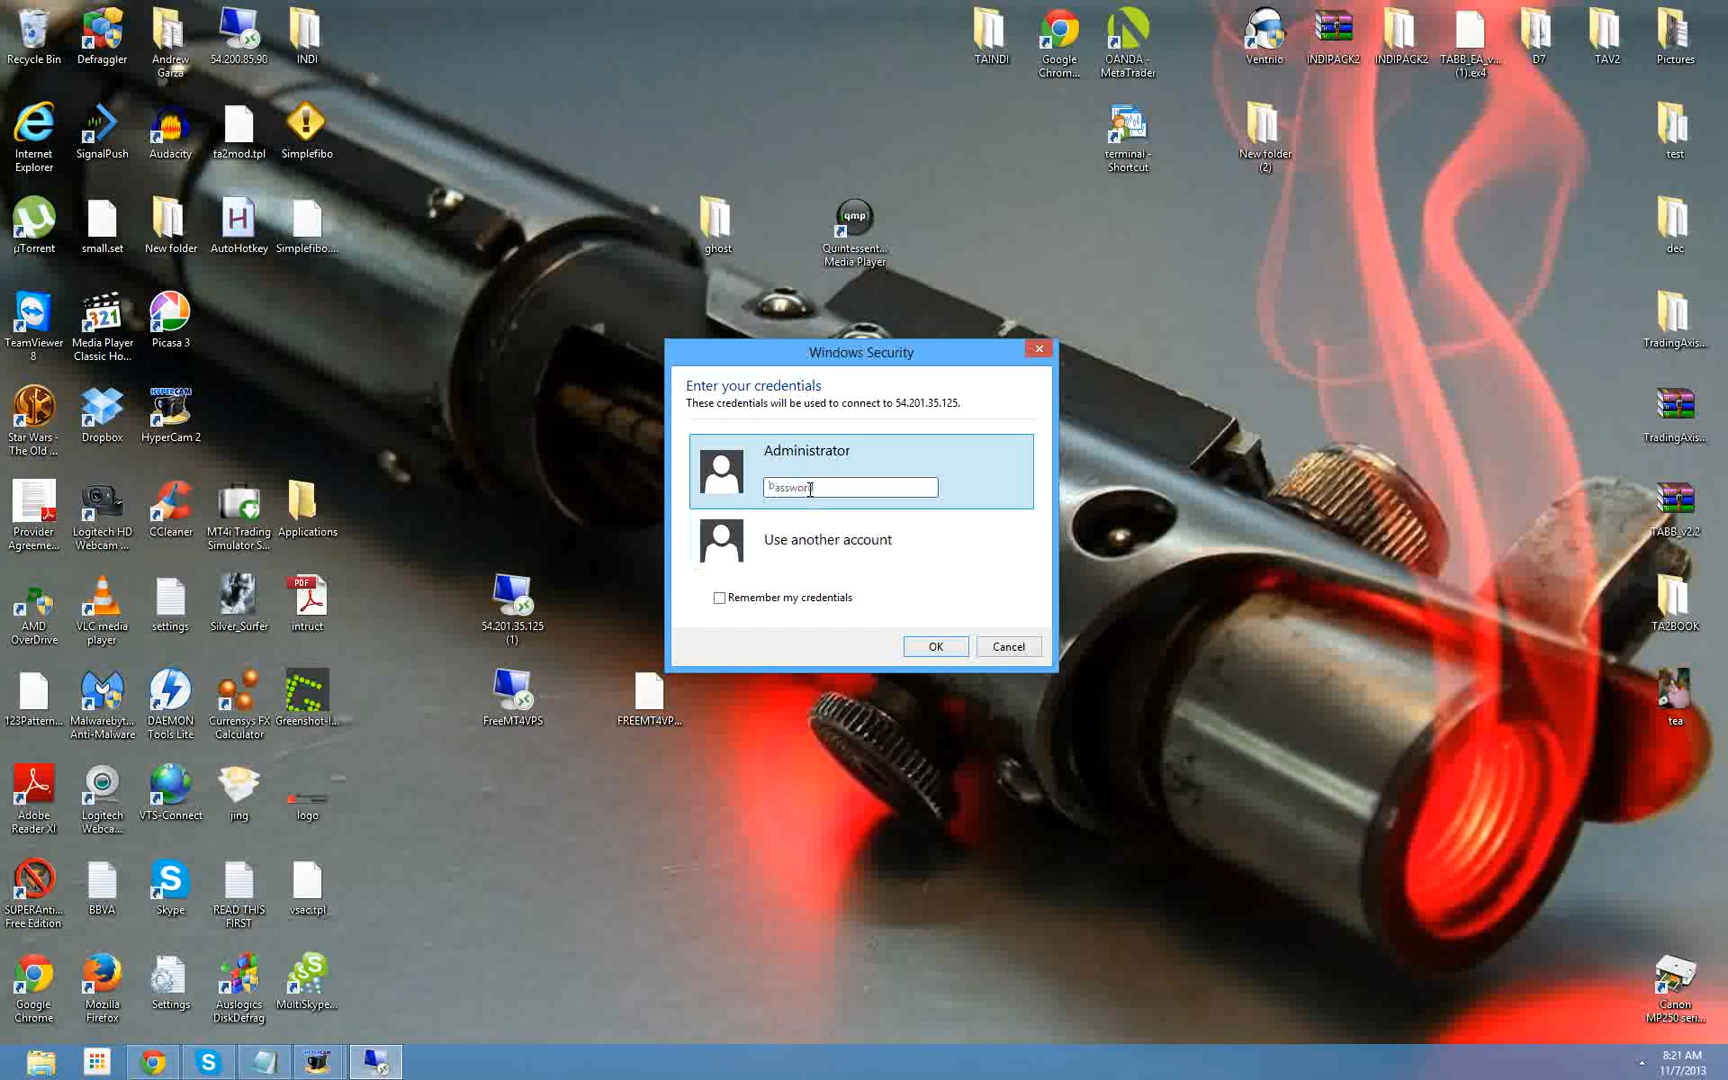 Recycle Bin
Defraggler
Andrew
Garza
54.200.85.90
INDI
TAINDI
Google
Chrom...
OANDA -
MetaTrader
Ventrilo
INDIPACK2
INDIPACK2
TABB_EA_v...
(1).ex4
D7
TAV2
Pictures
Internet
Explorer
SignalPush
Audacity
ta2mod.tpl
Simplefibo
terminal -
Shortcut
New folder
(2)
test
µTorrent
small.set
New folder
AutoHotkey
Simplefibo....
ghost
qmp
Quintessent...
Media Player
dec
TeamViewer
8
321
Media Player
Classic Ho...
Picasa 3
TradingAxis...
Windows Security
Enter your credentials
These credentials will be used to connect to 54.201.35.125.
Administrator
Password
Use another account
Remember my credentials
OK
Cancel
Star Wars -
The Old ...
Dropbox
HYPERCAM
HyperCam 2
TradingAxis...
Provider
Agreeme...
Logitech HD
Webcam ...
CCleaner
MT4i Trading
Simulator S...
Applications
TABB_v2.2
AMD
OverDrive
VLC media
player
settings
Silver_Surfer
PDF
intruct
54.201.35.125
(1)
TA2BOOK
123Pattern...
Malwarebyt...
Anti-Malware
DAEMON
Tools Lite
Currensys FX
Calculator
Greenshot-I...
FreeMT4VPS
FREEMT4VP...
tea
Adobe
Reader XI
Logitech
Webca...
VTS-Connect
jing
logo
SUPERAnti...
Free Edition
BBVA
Skype
READ THIS
FIRST
vsac.tpl
Google
Chrome
Mozilla
Firefox
Settings
Auslogics
DiskDefrag
MultiSkype...
Canon
MP250 seri...
8:21 AM
11/7/2013